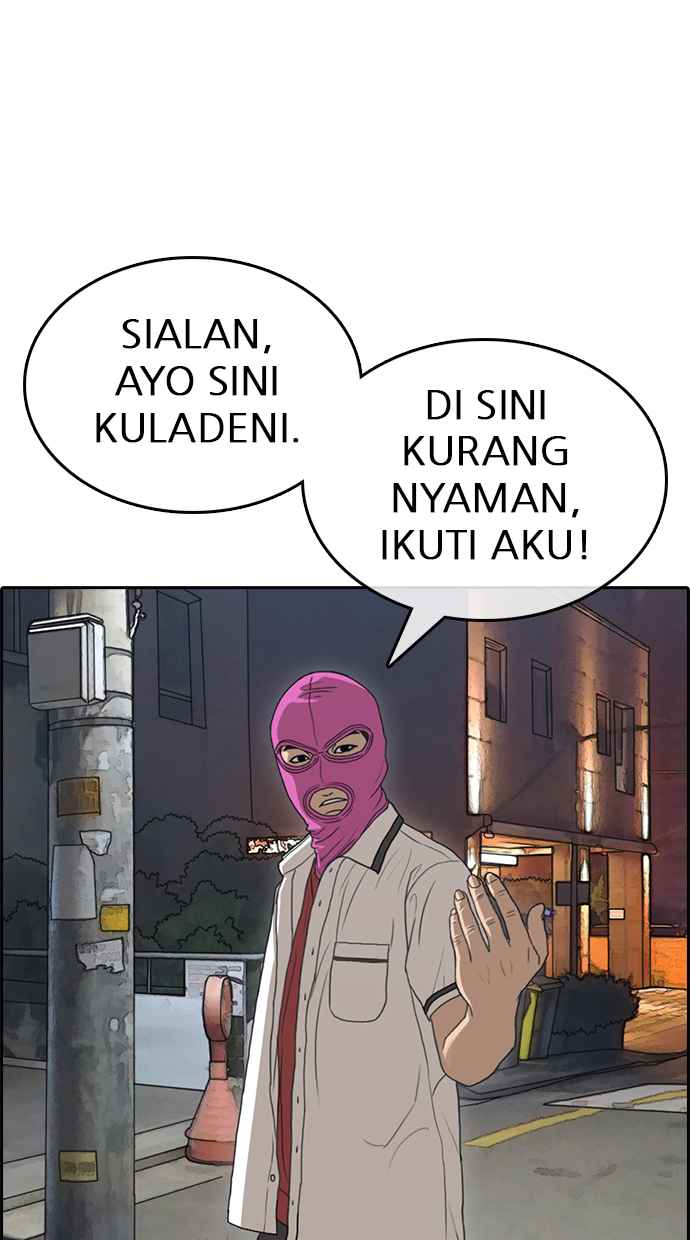 SIALAN,
AYO SINI
KULADENI.
DI SINI
KURANG
NYAMAN,
IKUTI AKU!